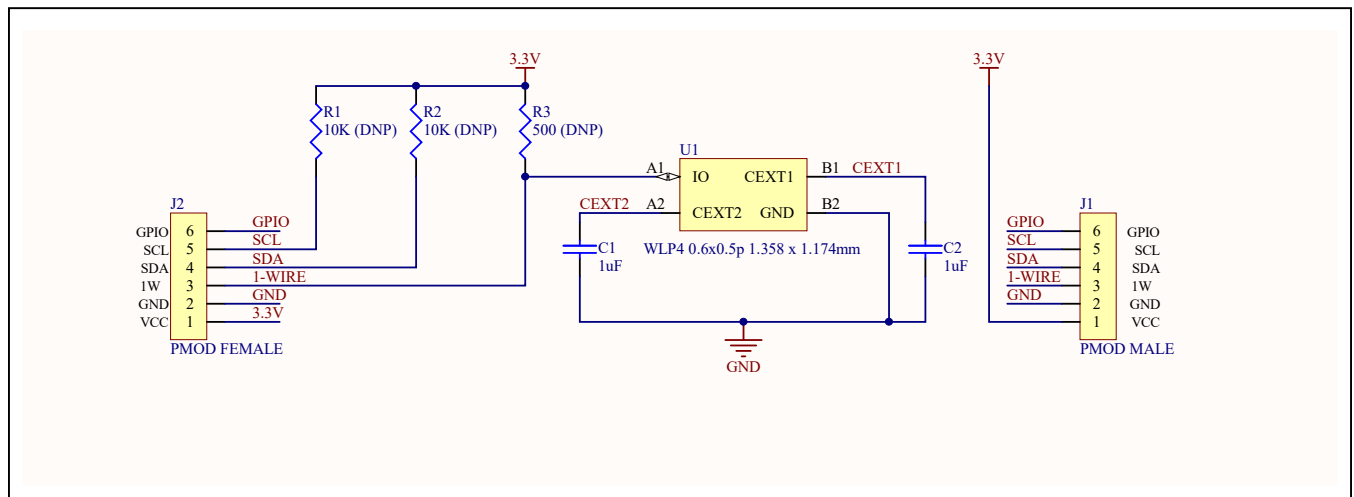 3.3V
3.3V
R1
10K (DNP)
R2
10K (DNP)
R3
500 (DNP)
U1
A1
IO
CEXT1
B1
CEXT1
CEXT2
A2
CEXT2
GND
B2
WLP4 0.6x0.5p 1.358 x 1.174mm
C1
1uF
C2
1uF
GND
J2
GPIO
6
GPIO
SCL
5
SCL
SDA
4
SDA
1W
3
1-WIRE
GND
2
GND
VCC
1
3.3V
PMOD FEMALE
J1
GPIO
6
GPIO
SCL
5
SCL
SDA
4
SDA
1-WIRE
3
1W
GND
2
GND
1
VCC
PMOD MALE